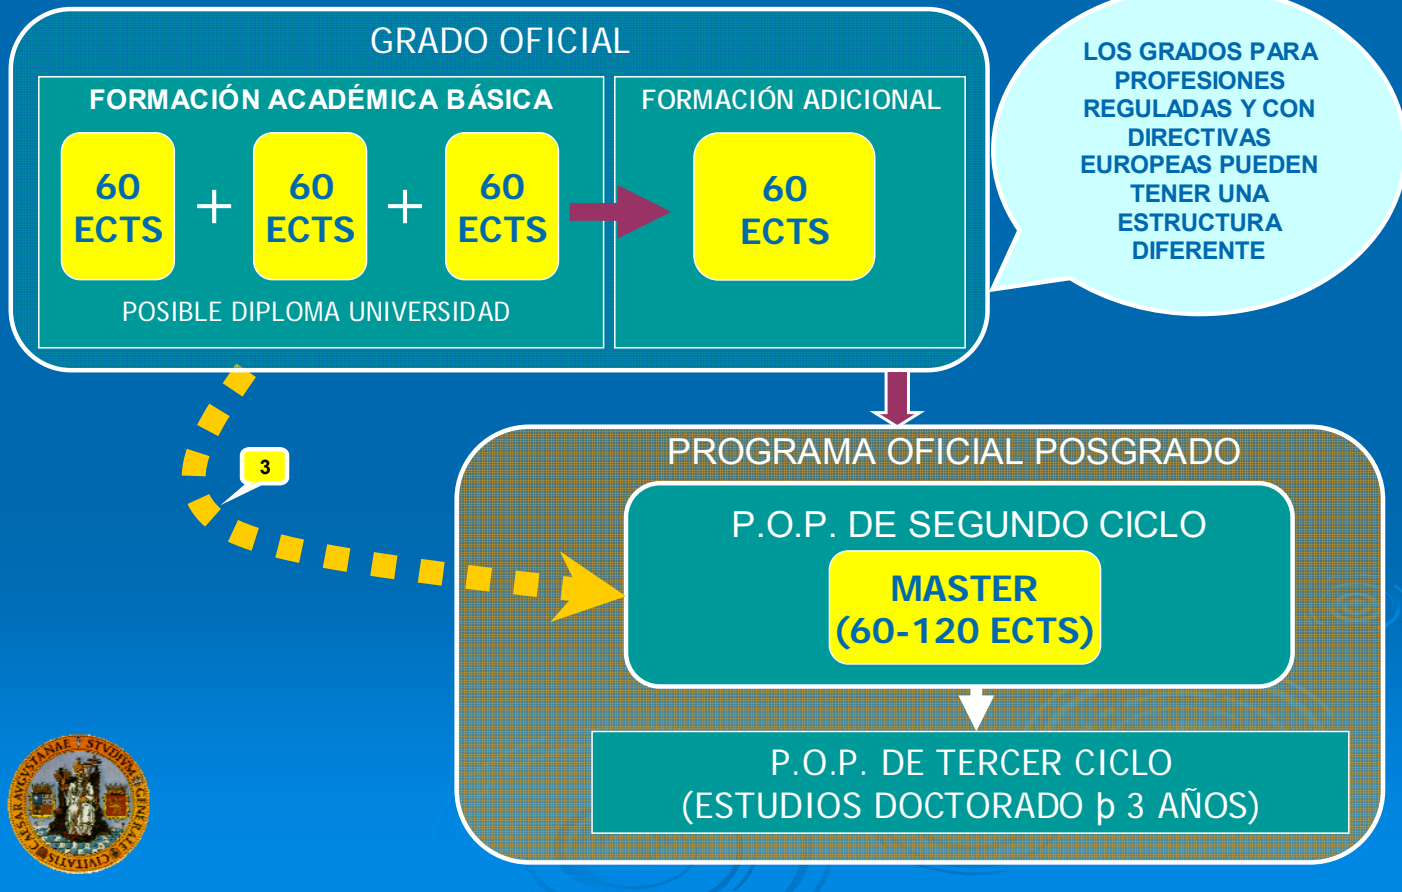 GRADO OFICIAL
FORMACIÓN ACADÉMICA BÁSICA
60
ECTS
+
60
ECTS
+
60
ECTS
POSIBLE DIPLOMA UNIVERSIDAD
FORMACIÓN ADICIONAL
60
ECTS
LOS GRADOS PARA
PROFESIONES
REGULADAS Y CON
DIRECTIVAS
EUROPEAS PUEDEN
TENER UNA
ESTRUCTURA
DIFERENTE
3
PROGRAMA OFICIAL POSGRADO
P.O.P. DE SEGUNDO CICLO
MASTER
(60-120 ECTS)
P.O.P. DE TERCER CICLO
(ESTUDIOS DOCTORADO þ 3 AÑOS)